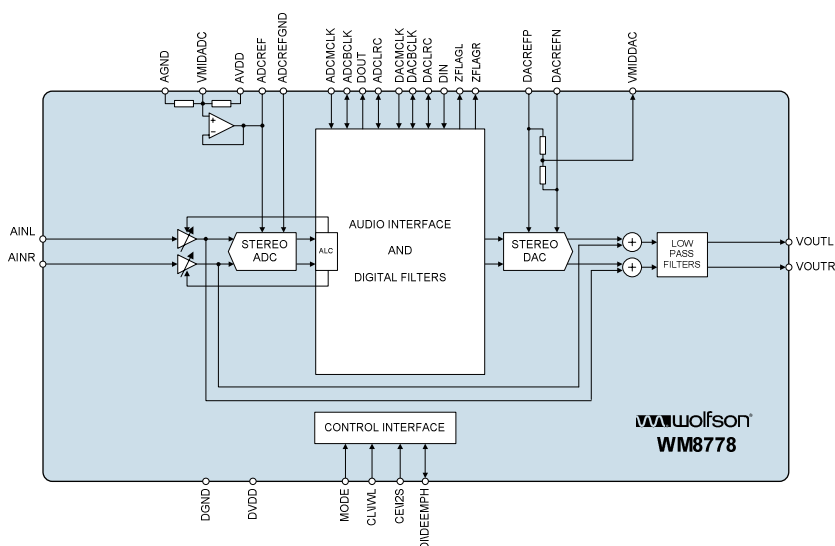 AGND
VMIDADC
AVDD
ADCREF
ADCREFGND
ADCMCLK
ADCBCLK
DOUT
ADCLRC
DACMCLK
DACBCLK
DACLRC
DIN
ZFLAGL
ZFLAGR
DACREFP
DACREFN
VMIDDAC
+
−
AINL
AINR
STEREO
ADC
ALC
AUDIO INTERFACE
AND
DIGITAL FILTERS
STEREO
DAC
+
+
LOW
PASS
FILTERS
VOUTL
VOUTR
CONTROL INTERFACE
wolfson®
WM8778
DGND
DVDD
MODE
CL\IWL
CE\I2S
DI\DEEMPH